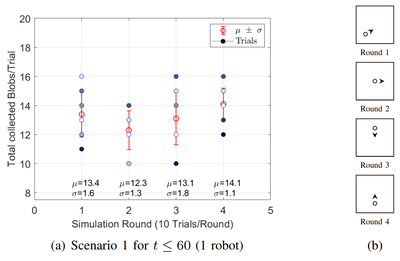 20
18
16
14
12
10
8
Total collected Blobs/Trial
μ ± σ
Trials
μ=13.4
σ=1.6
μ=12.3
σ=1.3
μ=13.1
σ=1.8
μ=14.1
σ=1.1
0 1 2 3 4 5
Simulation Round (10 Trials/Round)
(a) Scenario 1 for t ≤ 60 (1 robot)
Round 1
Round 2
Round 3
Round 4
(b)